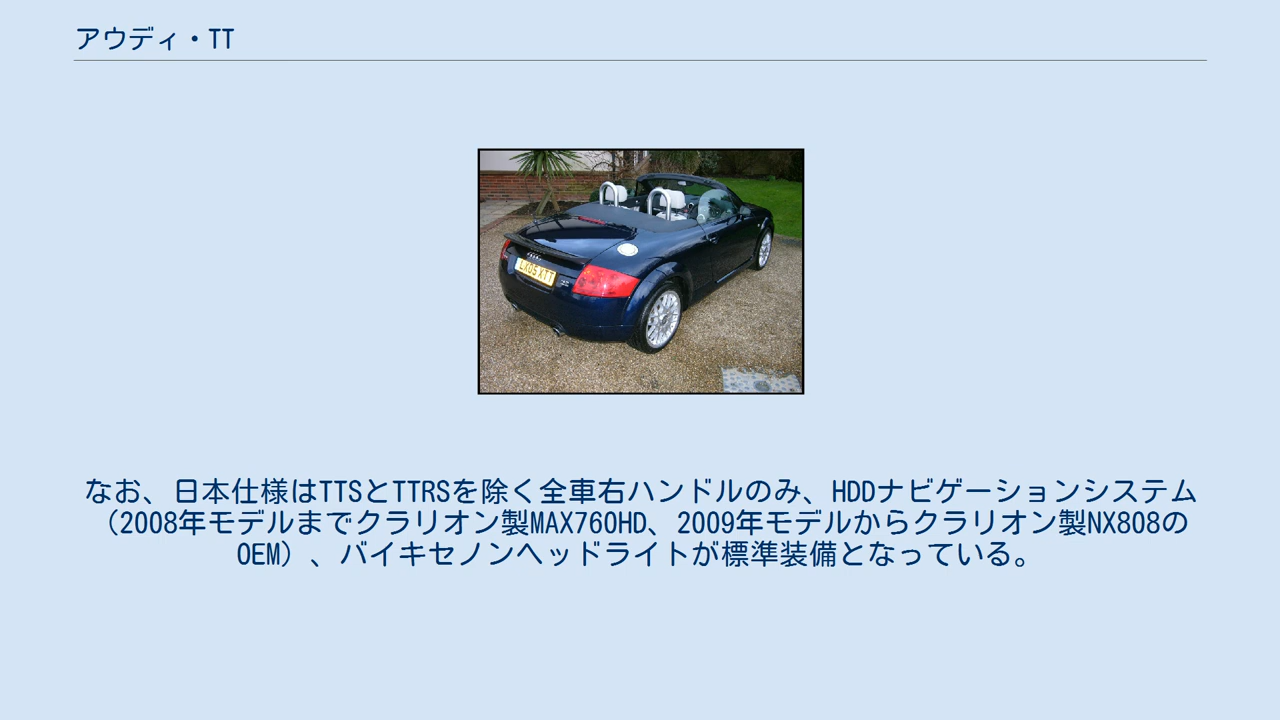 アウディ・TT
LX05XTT
なお、日本仕様はTTSとTTRSを除く全車右ハンドルのみ、HDDナビゲーションシステム
（2008年モデルまでクラリオン製MAX760HD、2009年モデルからクラリオン製NX808の
OEM）、バイキセノンヘッドライトが標準装備となっている。